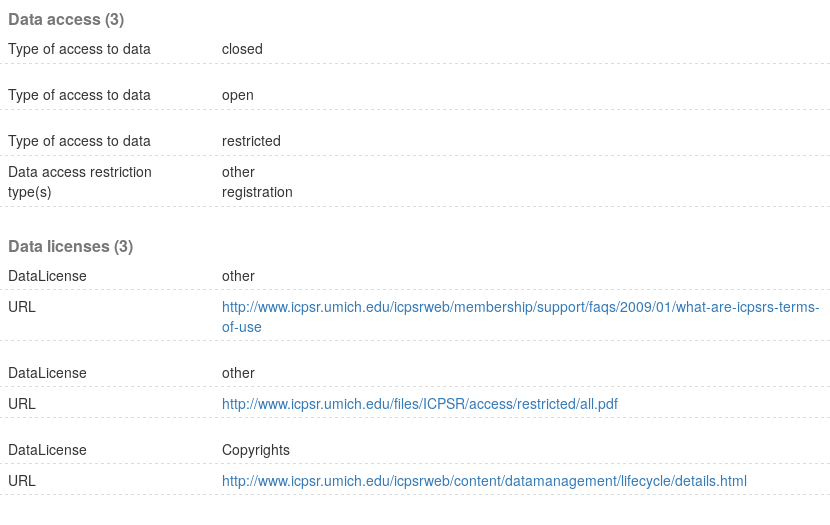 Data access (3)
Type of access to data closed
Type of access to data open
Type of access to data restricted
Data access restriction other
type(s) registration
Data licenses (3)
DataLicense other
URL http://www.icpsr.umich.edu/icpsrweb/membership/support/faqs/2009/01/what-are-icpsrs-terms-
of-use
DataLicense other
URL http://www.icpsr.umich.edu/files/ICPSR/access/restricted/all.pdf
DataLicense Copyrights
URL http://www.icpsr.umich.edu/icpsrweb/content/datamanagement/lifecycle/details.html